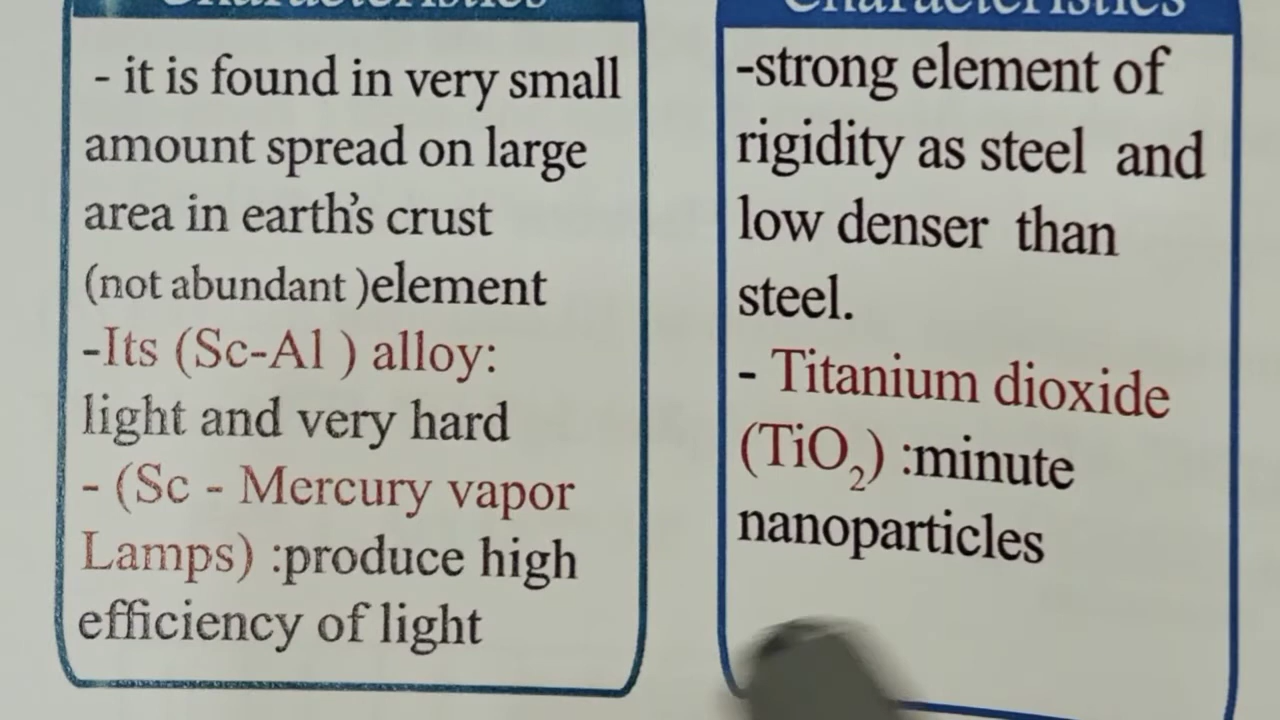 Characteristics
- it is found in very small
amount spread on large
area in earth's crust
(not abundant )element
-Its (Sc-Al ) alloy:
light and very hard
- (Sc - Mercury vapor
Lamps) :produce high
efficiency of light
Characteristics
-strong element of
rigidity as steel and
low denser than
steel.
- Titanium dioxide
(TiO₂) :minute
nanoparticles